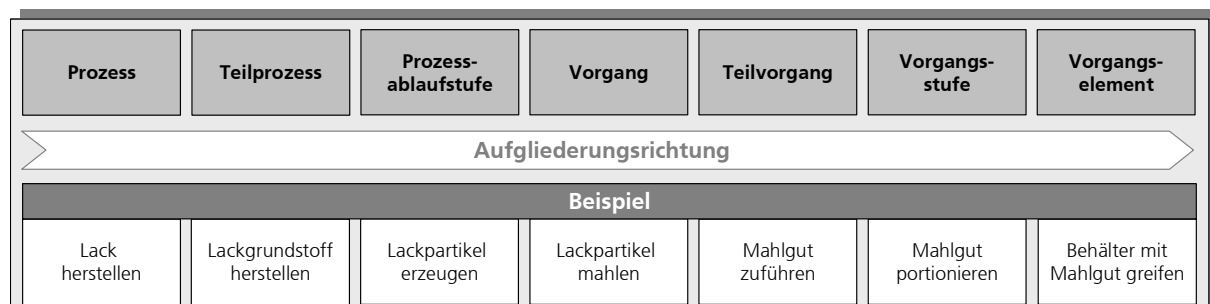 Prozess
Teilprozess
Prozess-
ablaufstufe
Vorgang
Teilvorgang
Vorgangs-
stufe
Vorgangs-
element
Aufgliederungsrichtung
Beispiel
Lack
herstellen
Lackgrundstoff
herstellen
Lackpartikel
erzeugen
Lackpartikel
mahlen
Mahlgut
zuführen
Mahlgut
portionieren
Behälter mit
Mahlgut greifen